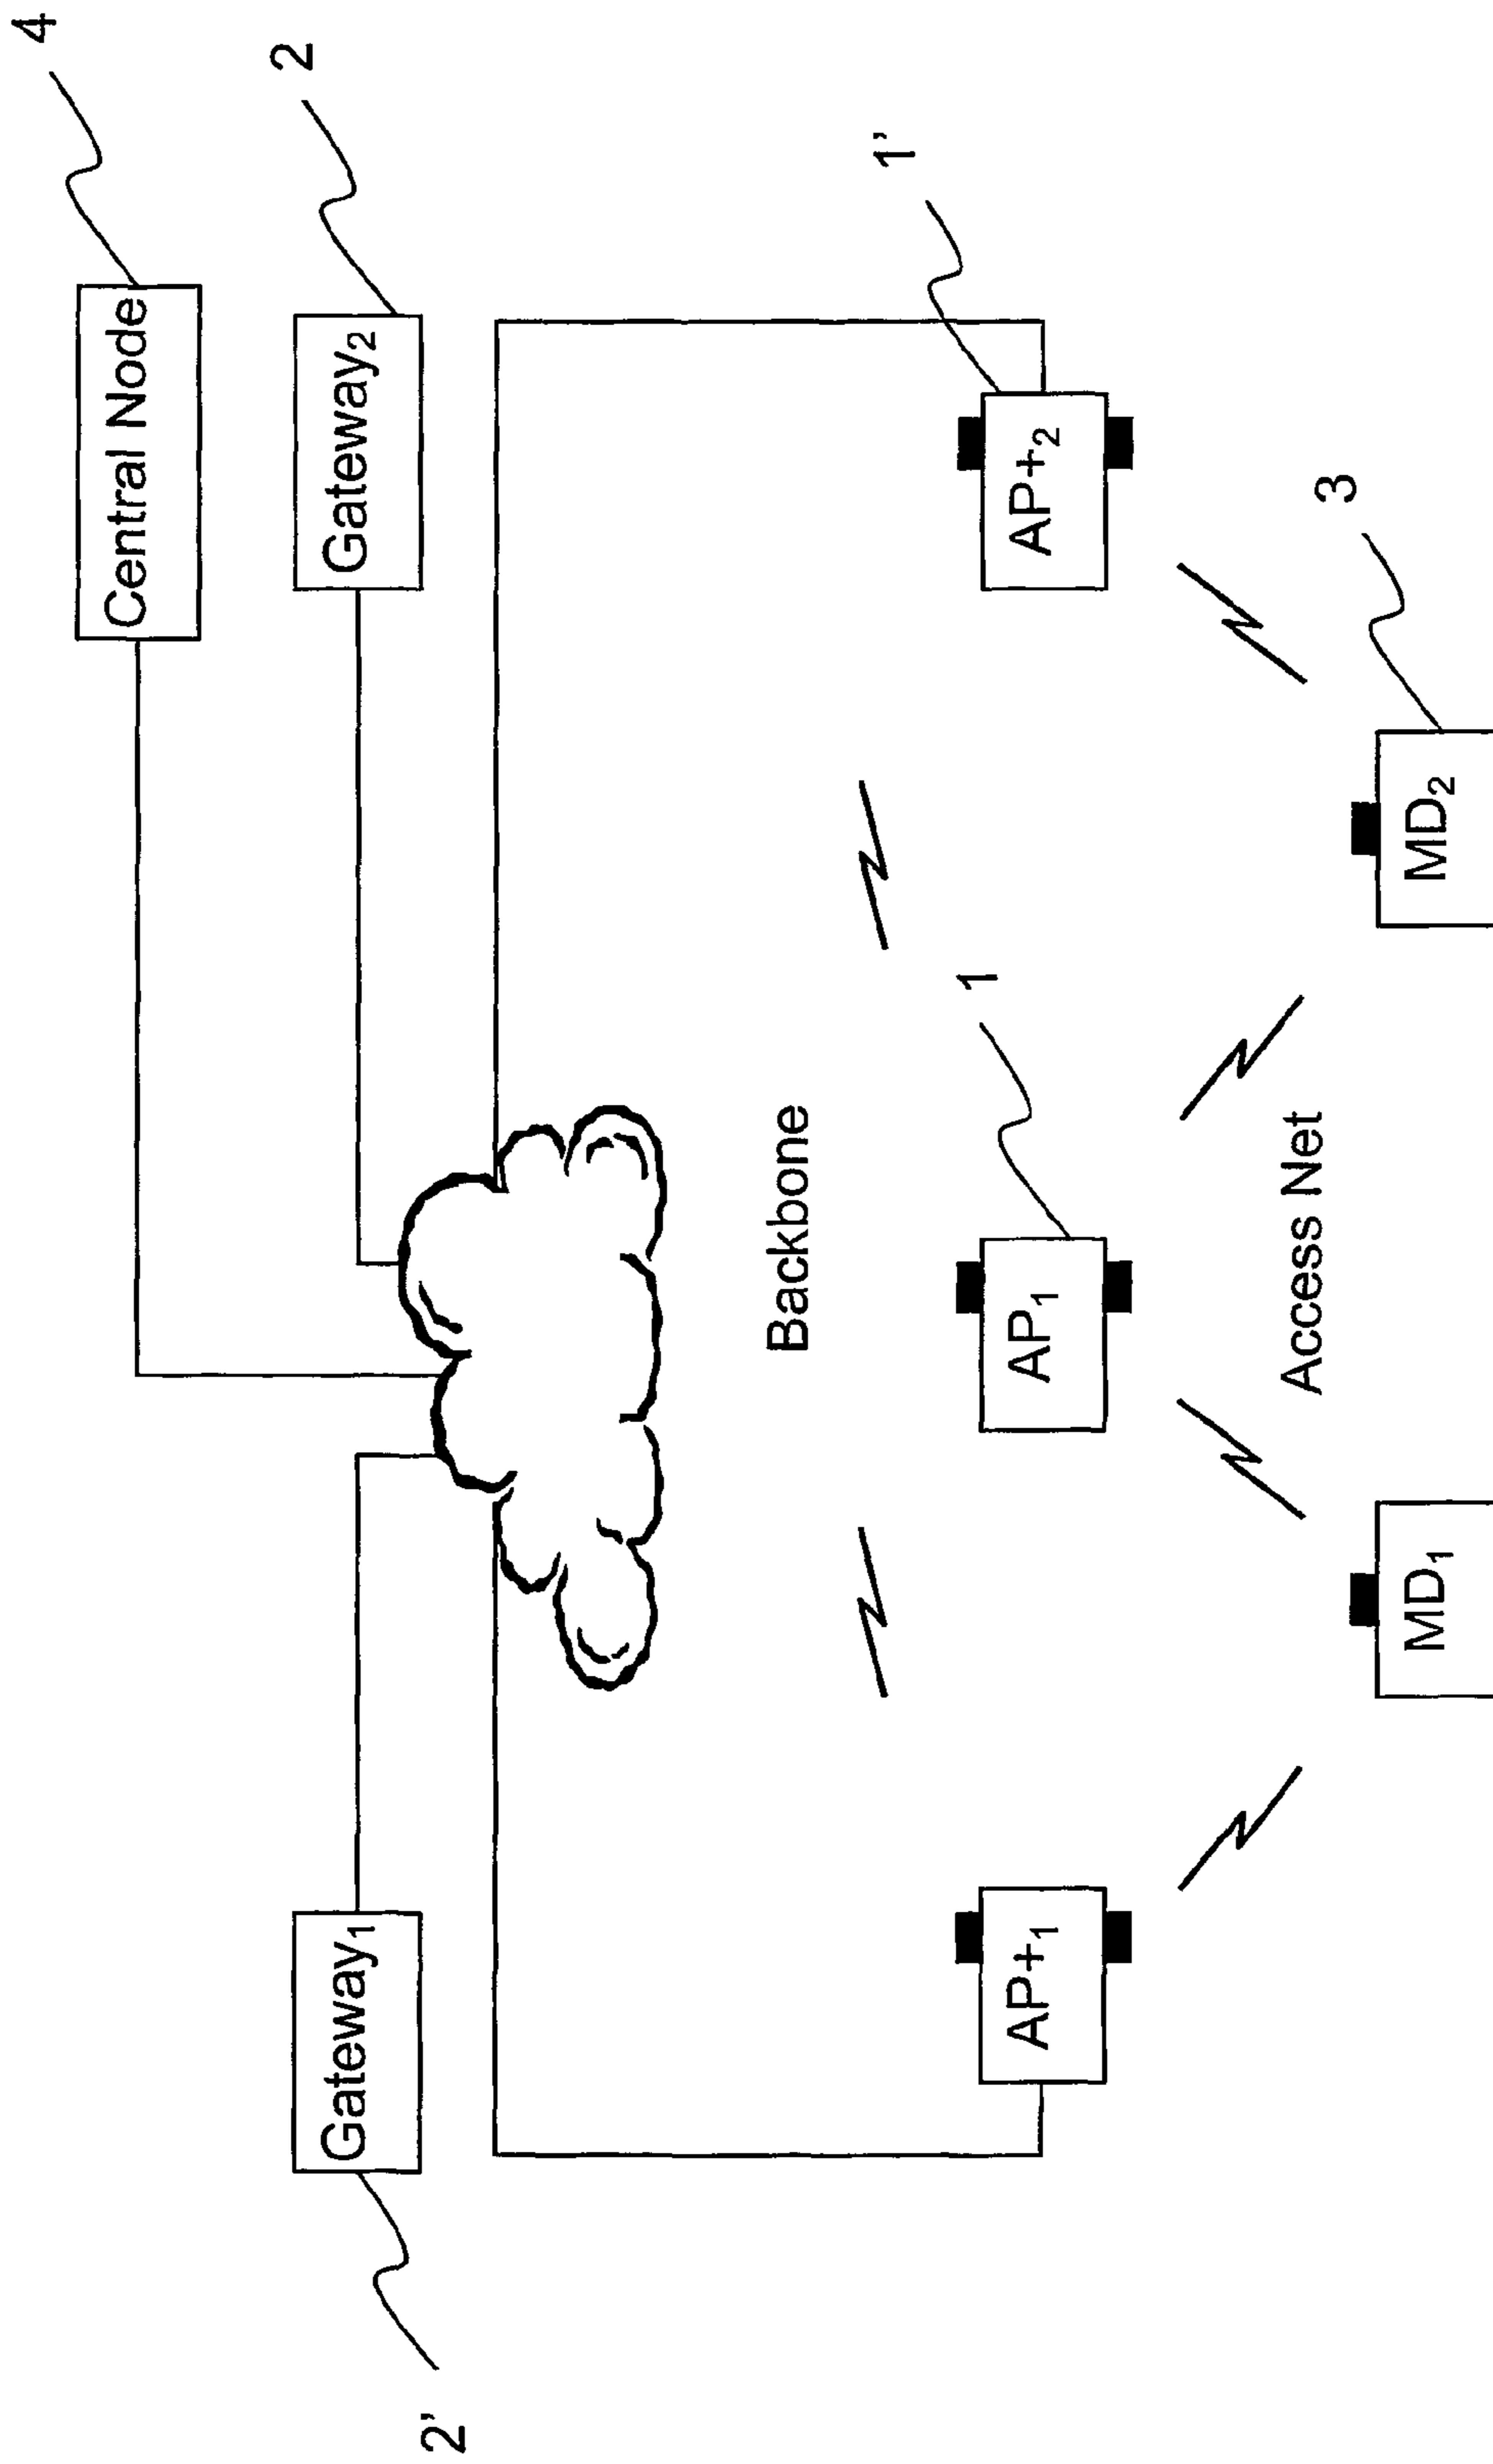 4
Central Node
2
Gateway₁
Gateway₂
2'
Backbone
1'
1
AP+₁
AP₁
AP+₂
Access Net
3
MD₁
MD₂